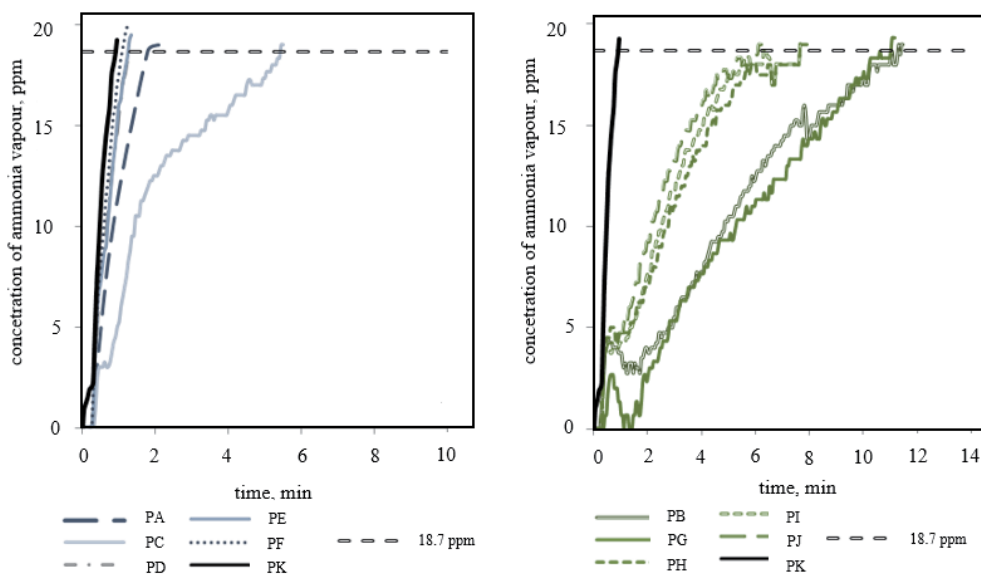 concetration of ammonia vapour, ppm
20
15
10
5
0
0 2 4 6 8 10
time, min
PA
PC
PD
PE
PF
PK
18.7 ppm
concetration of ammonia vapour, ppm
20
15
10
5
0
0 2 4 6 8 10 12 14
time, min
PB
PG
PH
PI
PJ
PK
18.7 ppm